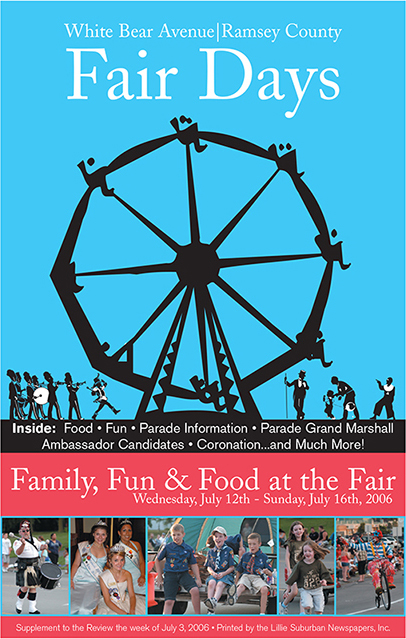 White Bear Avenue|Ramsey County
Fair Days
Inside: Food • Fun • Parade Information • Parade Grand Marshall
Ambassador Candidates • Coronation...and Much More!
Family, Fun & Food at the Fair
Wednesday, July 12th - Sunday, July 16th, 2006
Supplement to the Review the week of July 3, 2006 • Printed by the Lillie Suburban Newspapers, Inc.